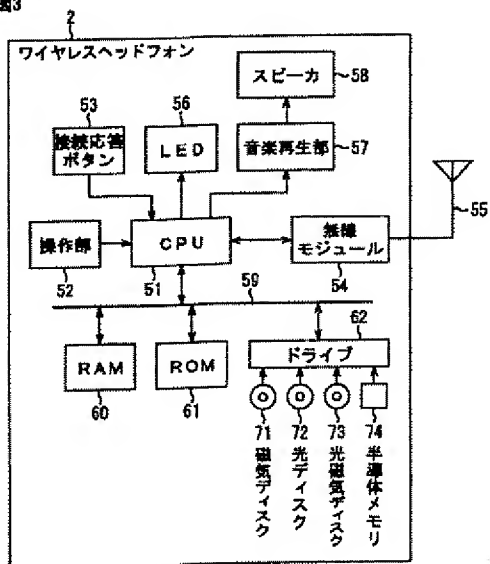 図3
2
ワイヤレスヘッドフォン
スピーカ
58
53
56
接続応答
ボタン
LED
音楽再生部
57
操作部
CPU
無線
モジュール
55
52
51
54
59
62
RAM
ROM
ドライブ
60
61
71
72
73
74
磁気ディスク
光ディスク
光磁気ディスク
半導体メモリ